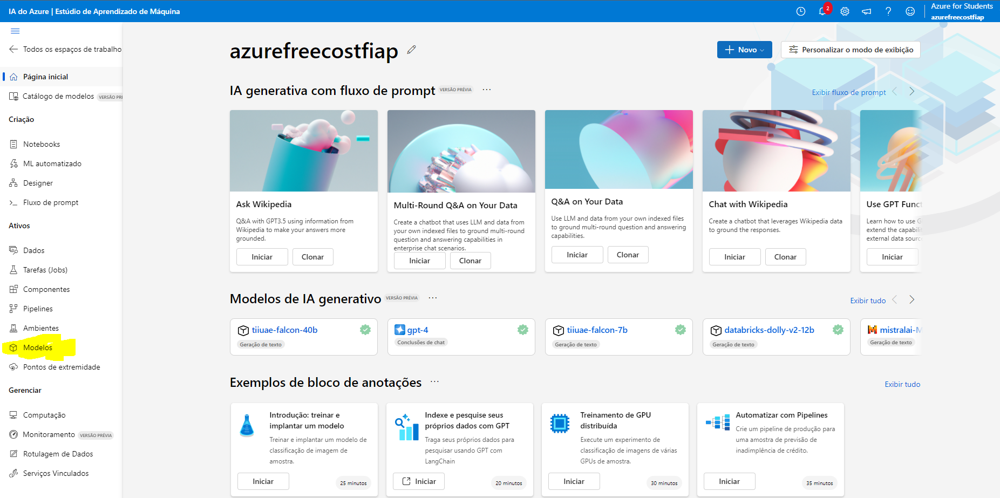 IA do Azure | Estúdio de Aprendizado de Máquina
2
Azure for Students
azurefreecostfiap
Todos os espaços de trabalho
Página inicial
Catálogo de modelos VERSÃO PRÉ
Criação
Notebooks
ML automatizado
Designer
Fluxo de prompt
Ativos
Dados
Tarefas (Jobs)
Componentes
Pipelines
Ambientes
Modelos
Pontos de extremidade
Gerenciar
Computação
Monitoramento VERSÃO PRÉVIA
Rotulagem de Dados
Serviços Vinculados
azurefreecostfiap
Novo
Personalizar o modo de exibição
IA generativa com fluxo de prompt VERSÃO PRÉVIA ...
Exibir fluxo de prompt
Ask Wikipedia
Q&A with GPT3.5 using information from
Wikipedia to make your answers more
grounded.
Iniciar
Clonar
Multi-Round Q&A on Your Data
Create a chatbot that uses LLM and data from
your own indexed files to ground multi-round
question and answering capabilities in
enterprise chat scenarios.
Iniciar
Clonar
Q&A on Your Data
Use LLM and data from your own indexed files
to ground multi-round question and answering
capabilities.
Iniciar
Clonar
Chat with Wikipedia
Create a chatbot that leverages Wikipedia data
to ground the responses.
Iniciar
Clonar
Use GPT Funct
Learn how to use G
extend the capabili
external data sourc
Iniciar
Modelos de IA generativo VERSÃO PRÉVIA ...
Exibir tudo
tiiuae-falcon-40b
Geração de texto
gpt-4
Conclusões de chat
tiiuae-falcon-7b
Geração de texto
databricks-dolly-v2-12b
Geração de texto
mistralai-M
Geração de texto
Exemplos de bloco de anotações ...
Exibir tudo
Introdução: treinar e
implantar um modelo
Treinar e implantar um modelo de
classificação de imagem de
amostra.
Iniciar
25 minutos
Indexe e pesquise seus
próprios dados com GPT
Traga seus próprios dados para
pesquisar usando GPT com
LangChain
Iniciar
20 minutos
Treinamento de GPU
distribuída
Execute um experimento de
classificação de imagens de várias
GPUs de amostra.
Iniciar
30 minutos
Automatizar com Pipelines
Crie um pipeline de produção para
uma amostra de previsão de
inadimplência de crédito.
Iniciar
35 minutos